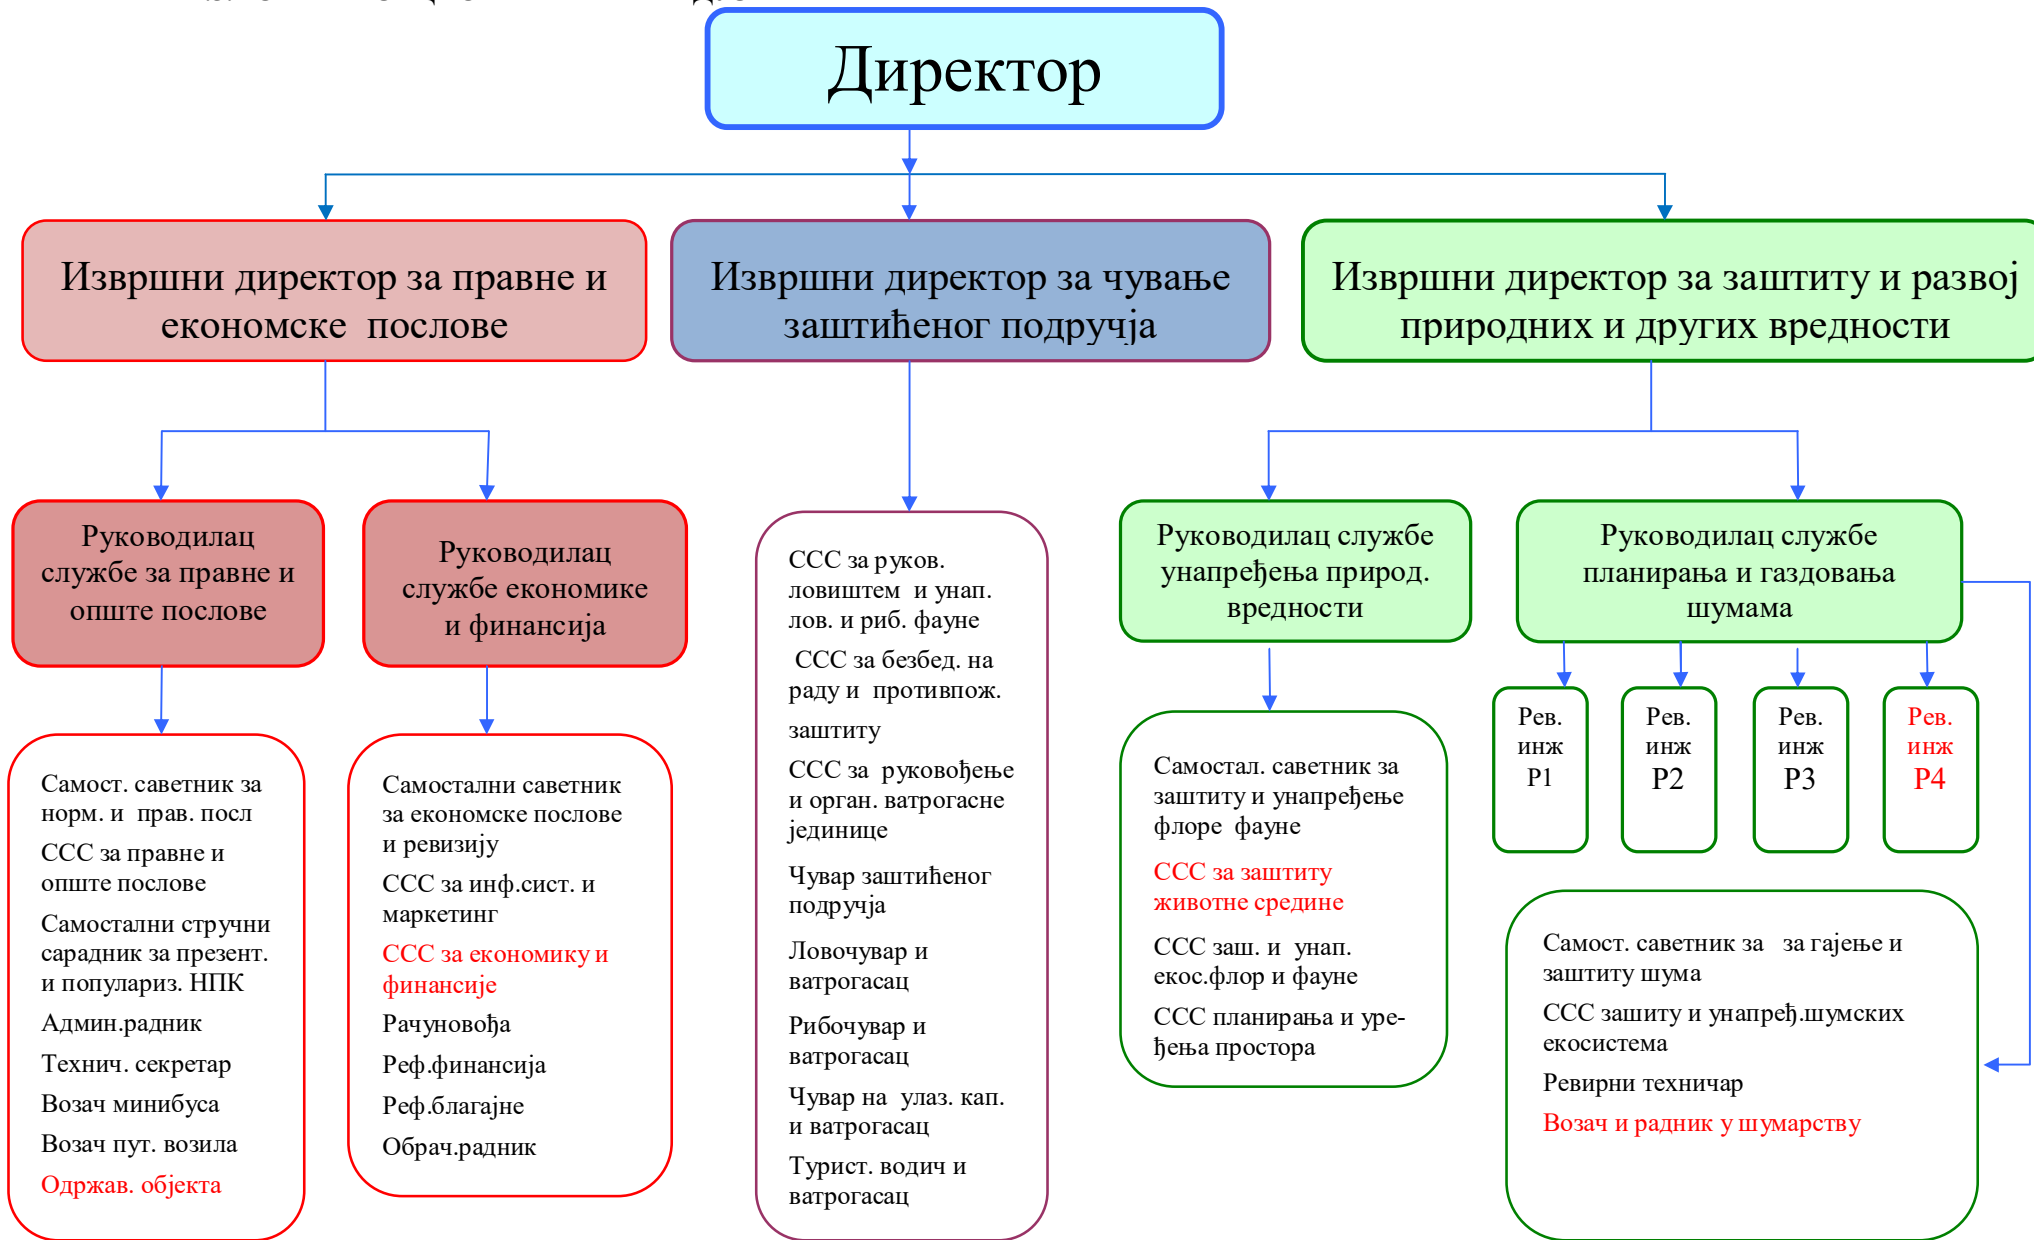 Директор
Извршни директор за правне и
економске послове
Извршни директор за чување
заштићеног подручја
Извршни директор за заштиту и развој
природних и других вредности
Руководилац
службе за правне и
опште послове
Руководилац
службе економике
и финансија
Руководилац службе
унапређења природ.
вредности
Руководилац службе
планирања и газдовања
шумама
Самост. саветник за
норм. и прав. посл
ССС за правне и
опште послове
Самостални стручни
сарадник за презент.
и популариз. НПК
Админ.радник
Технич. секретар
Возач минибуса
Возач пут. возила
Одржав. објекта
Самостални саветник
за економске послове
и ревизију
ССС за инф.сист. и
маркетинг
ССС за економику и
финансије
Рачуновођа
Реф.финансија
Реф.благајне
Обрач.радник
ССС за руков.
ловиштем и унап.
лов. и риб. фауне
ССС за безбед. на
раду и противпож.
заштиту
ССС за руковођење
и орган. ватрогасне
јединице
Чувар заштићеног
подручја
Ловочувар и
ватрогасац
Рибочувар и
ватрогасац
Чувар на улаз. кап.
и ватрогасац
Турист. водич и
ватрогасац
Самостал. саветник за
заштиту и унапређење
флоре фауне
ССС за заштиту
животне средине
ССС заш. и унап.
екос.флор и фауне
ССС планирања и уре-
ђења простора
Рев.
инж
Р1
Рев.
инж
Р2
Рев.
инж
Р3
Рев.
инж
Р4
Самост. саветник за за гајење и
заштиту шума
ССС зашиту и унапређ.шумских
екосистема
Ревирни техничар
Возач и радник у шумарству